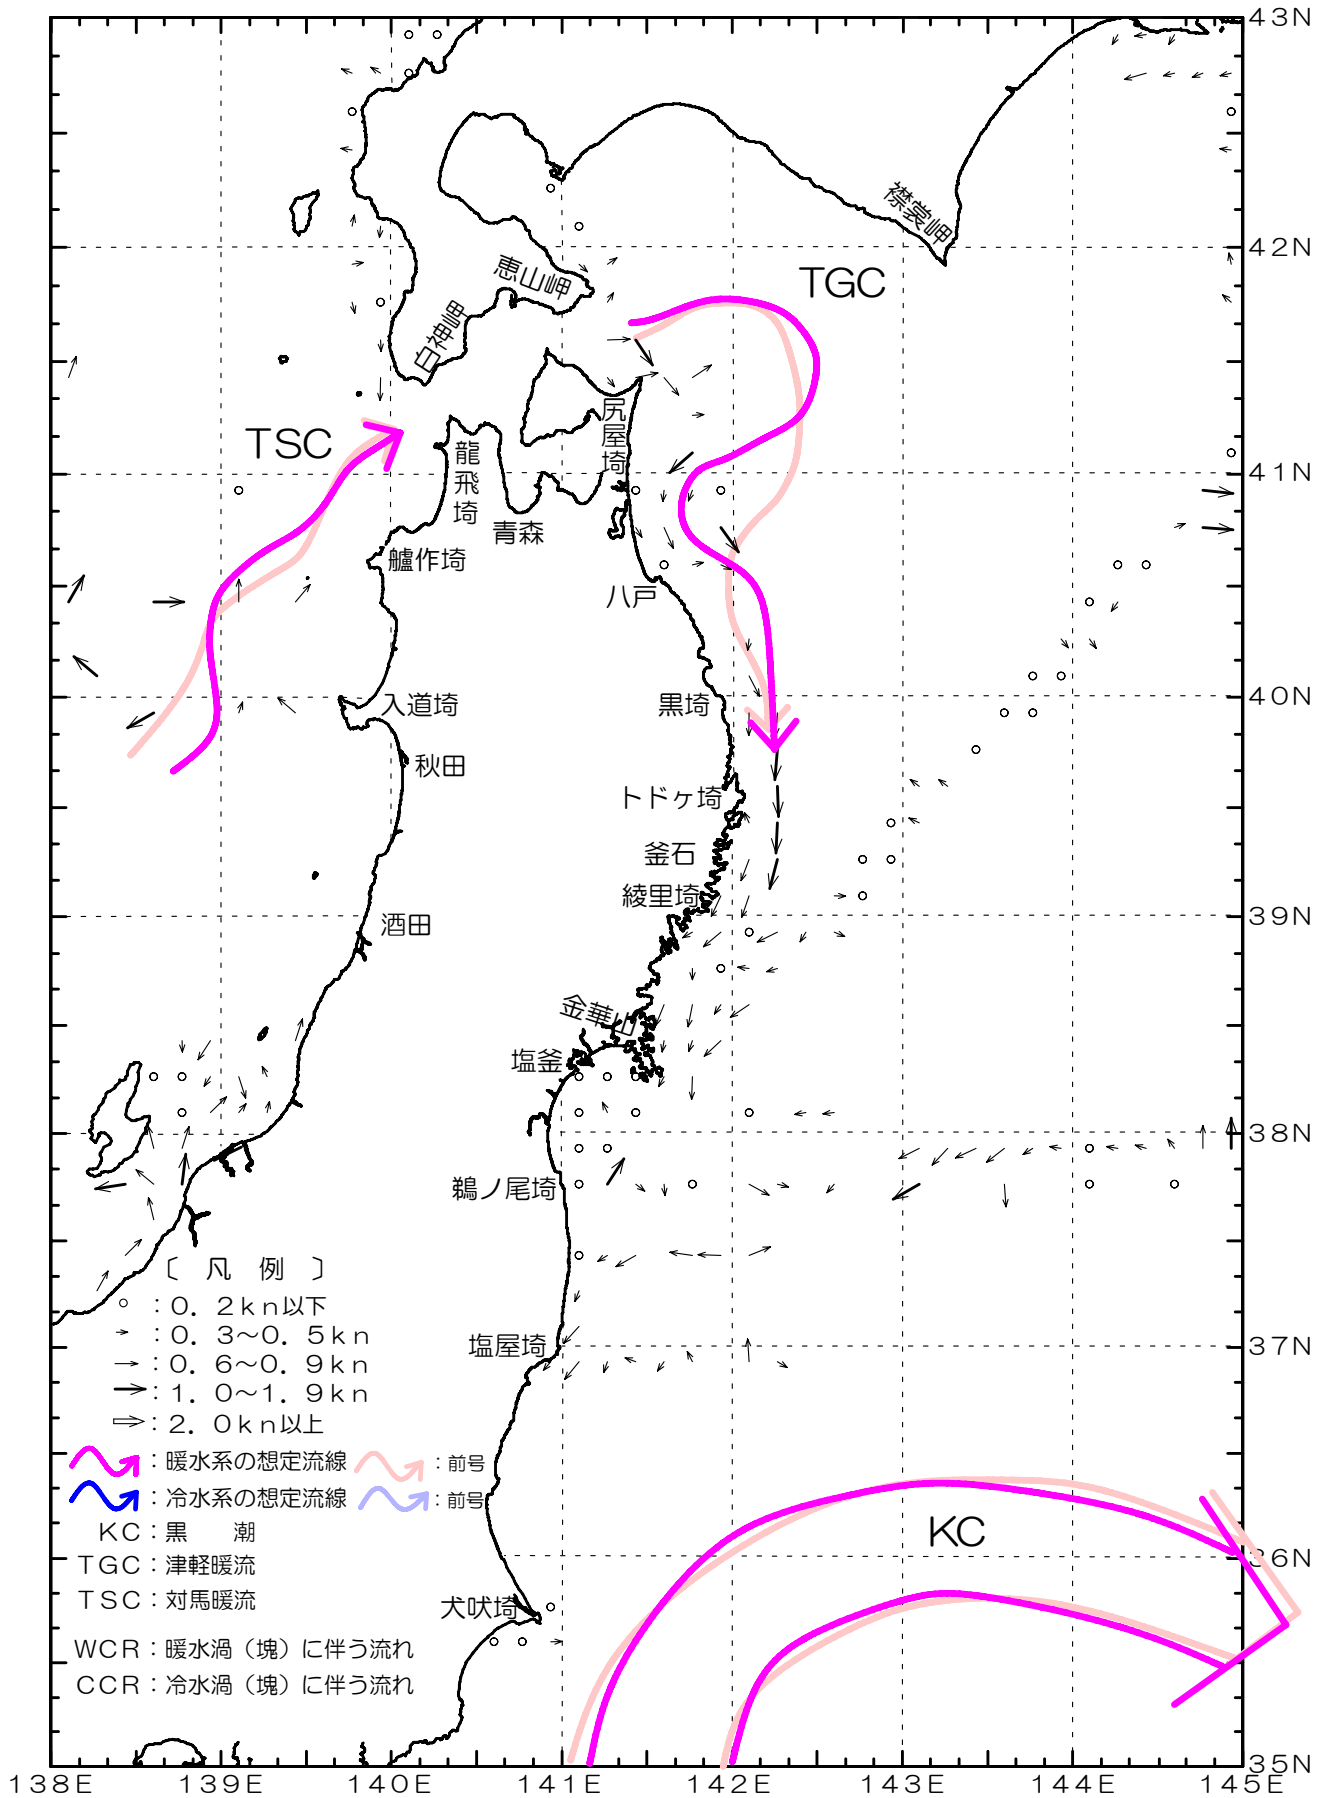 43N
襟裳岬
42N
TGC
恵山岬
白神岬
TSC
尻屋埼
龍飛埼
41N
青森
艫作埼
八戸
入道埼
黒埼
40N
秋田
トドヶ埼
釜石
綾里埼
酒田
39N
金華山
塩釜
38N
鵜ノ尾埼
〔 凡 例 〕
：0．2kn以下
：0．3～0．5kn
塩屋埼
37N
：0．6～0．9kn
：1．0～1．9kn
：2．0kn以上
：暖水系の想定流線 ：前号
：冷水系の想定流線 ：前号
KC：黒 潮
KC
36N
TGC：津軽暖流
TSC：対馬暖流
犬吠埼
WCR：暖水渦（塊）に伴う流れ
CCR：冷水渦（塊）に伴う流れ
35N
138E 139E 140E 141E 142E 143E 144E 145E